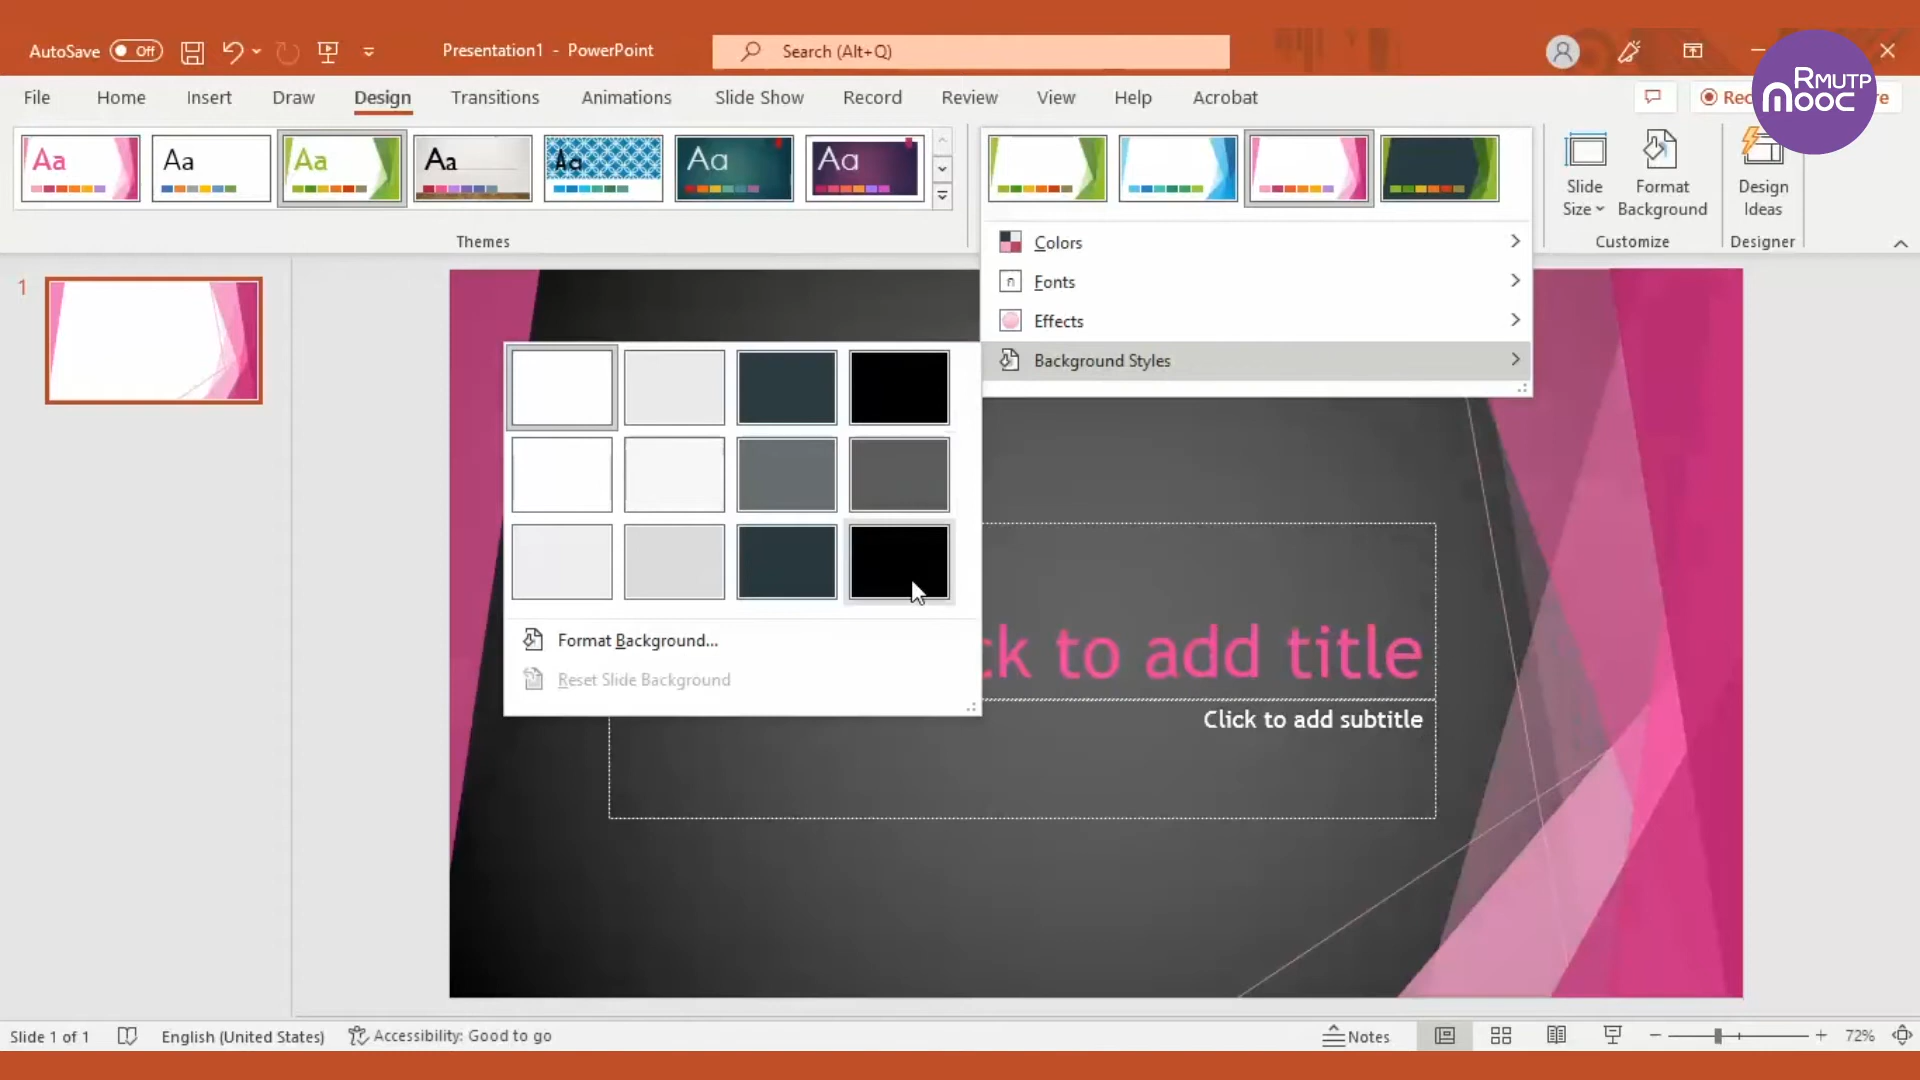 AutoSave Off
Presentation1 - PowerPoint
Search (Alt+Q)
RMUTP
mooc
File Home Insert Draw Design Transitions Animations Slide Show Record Review View Help Acrobat
Aa Aa Aa Aa Aa Aa Aa
Slide Size
Format Background
Design Ideas
Themes
Customize
Designer
Colors
Fonts
Effects
Background Styles
1
Format Background...
Reset Slide Background
ck to add title
Click to add subtitle
Slide 1 of 1
English (United States)
Accessibility: Good to go
Notes
72%